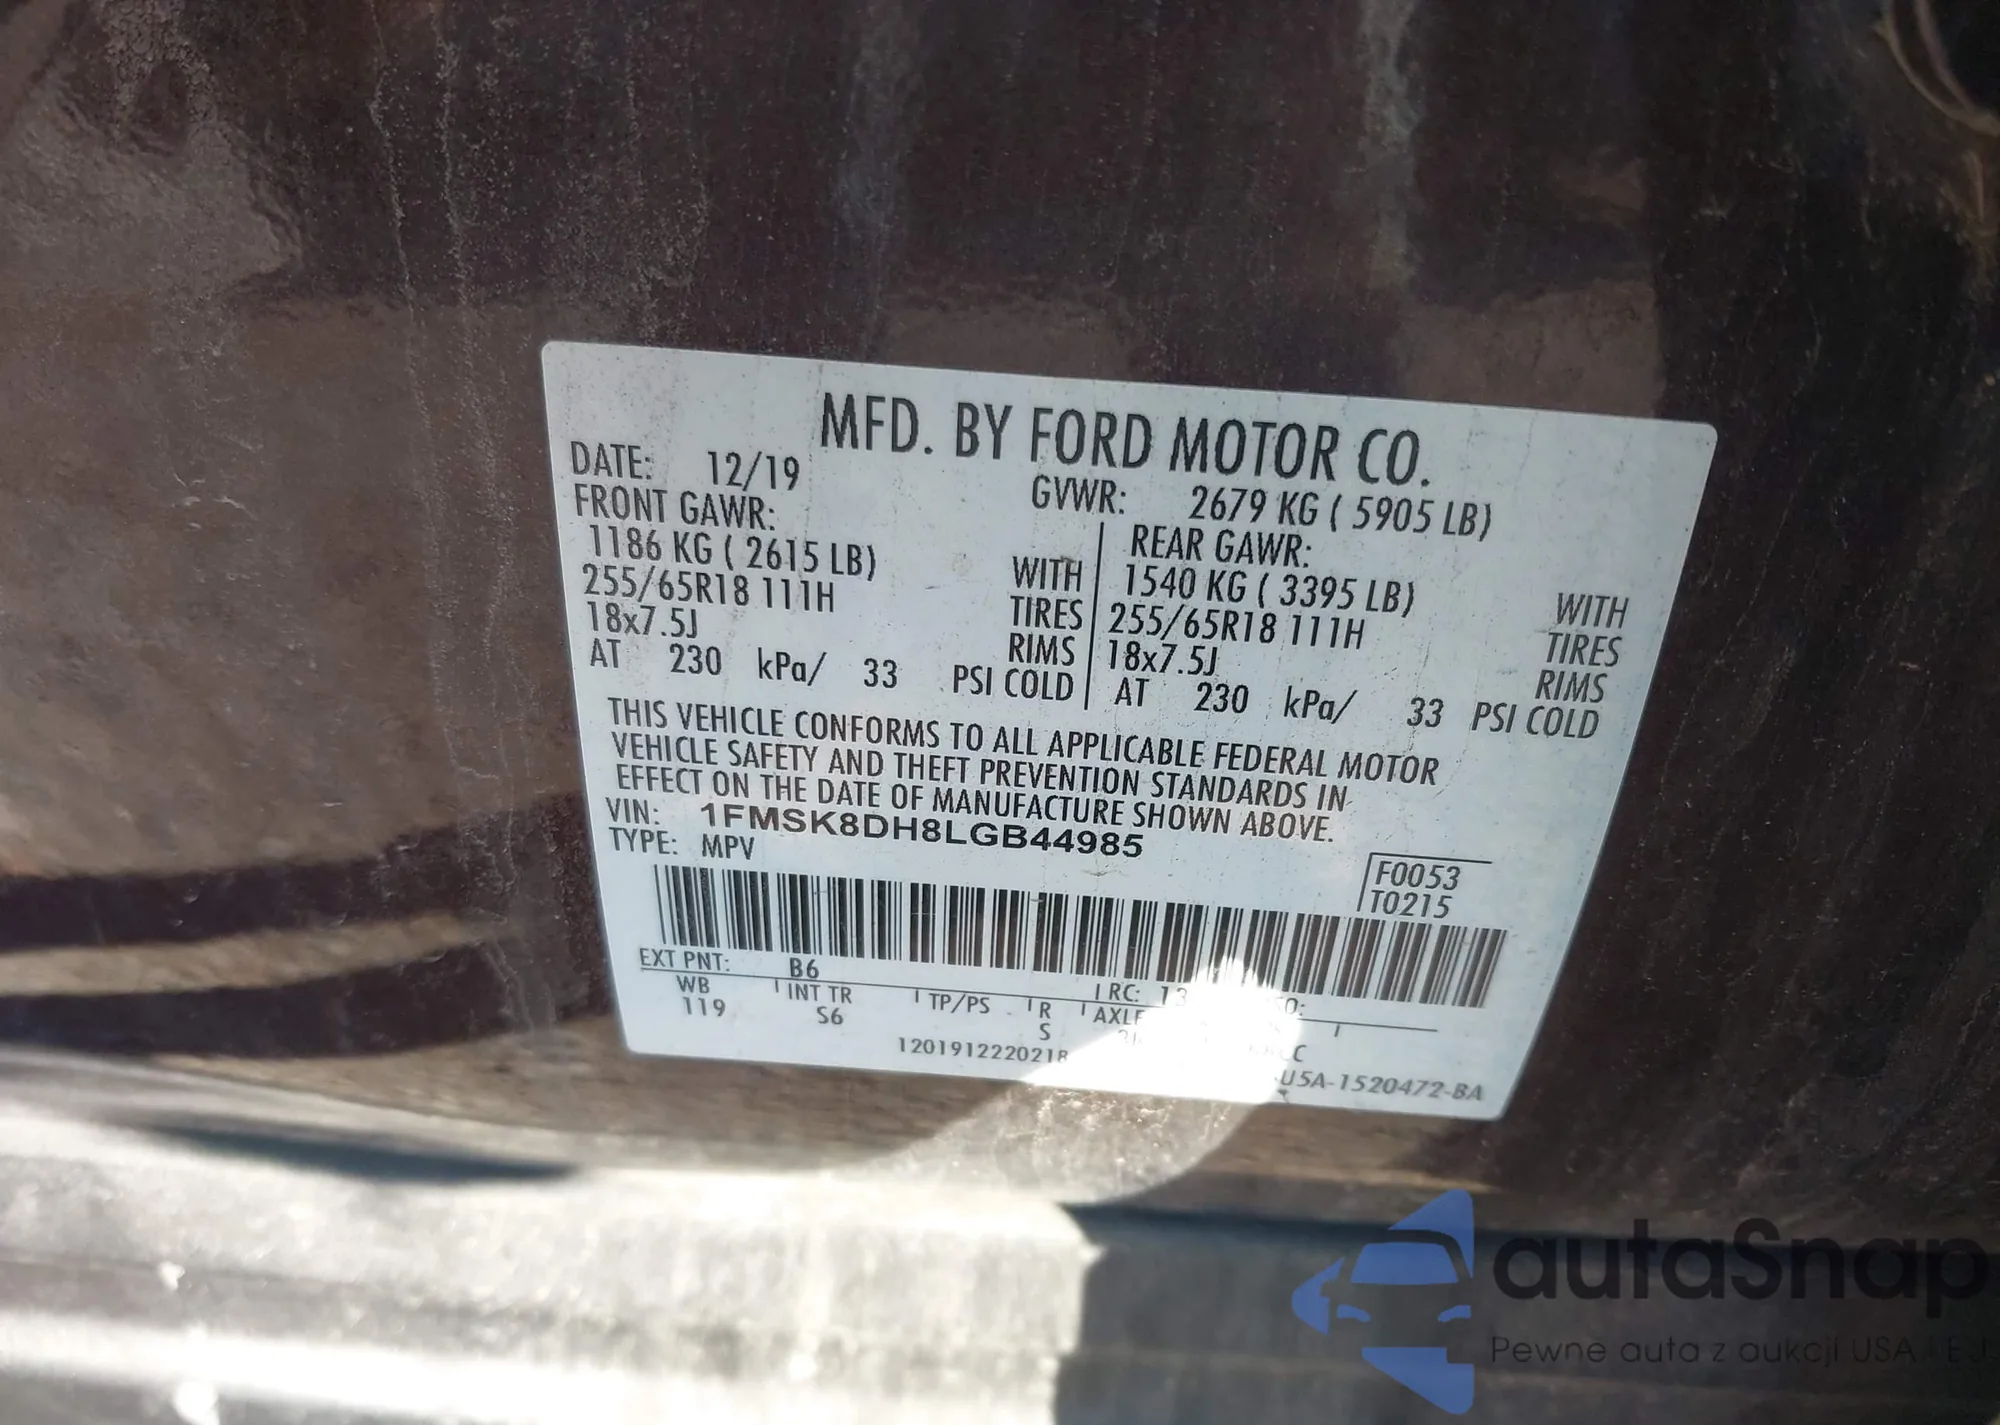 MFD. BY FORD MOTOR CO.
DATE: 12/19 GVWR: 2679 KG ( 5905 LB)
FRONT GAWR: REAR GAWR:
1186 KG ( 2615 LB) WITH 1540 KG ( 3395 LB) WITH
255/65R18 111H TIRES 255/65R18 111H TIRES
18x7.5J RIMS 18x7.5J RIMS
AT 230 kPa/ 33 PSI COLD AT 230 kPa/ 33 PSI COLD
THIS VEHICLE CONFORMS TO ALL APPLICABLE FEDERAL MOTOR
VEHICLE SAFETY AND THEFT PREVENTION STANDARDS IN
EFFECT ON THE DATE OF MANUFACTURE SHOWN ABOVE.
VIN: 1FMSK8DH8LGB44985
TYPE: MPV
F0053
T0215
EXT PNT: B6 RC: 13
WB INT TR TP/PS R AXLE
119 S6 S
1201912220218
U5A-1520472-BA
autaSnap
Pewne auta z aukcji USA i EJ